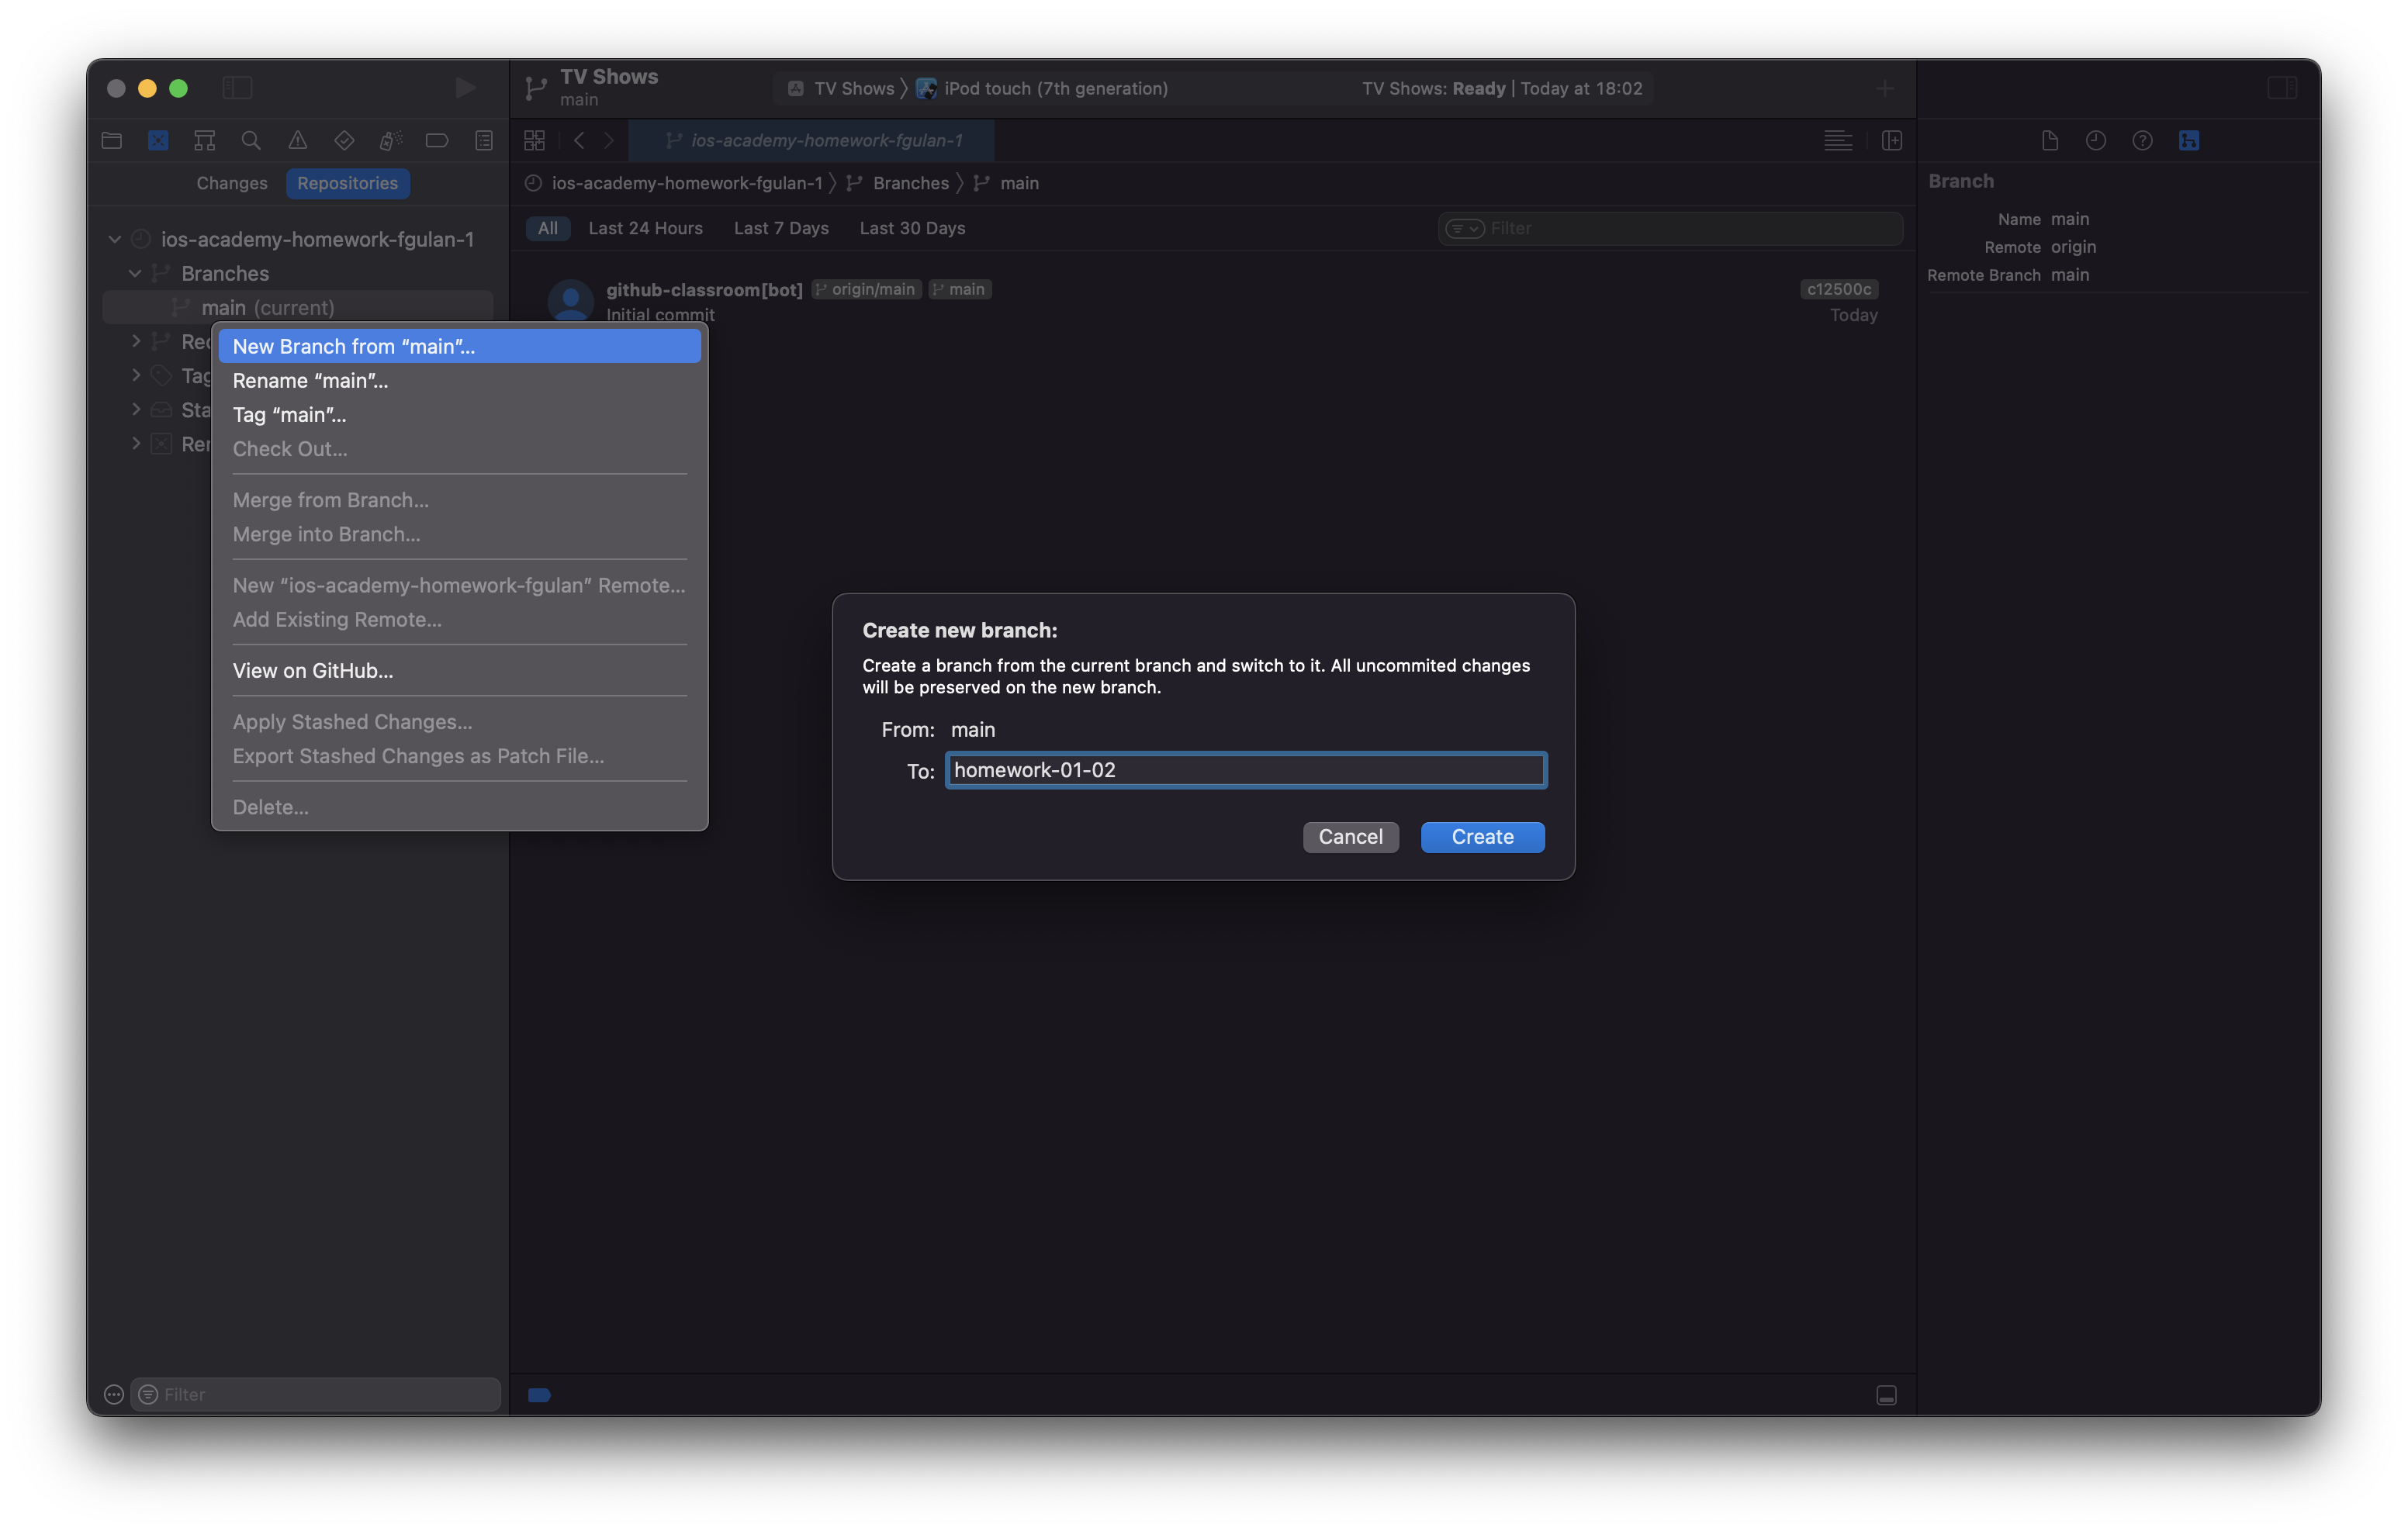 TV Shows
main
TV Shows 〉 iPod touch (7th generation)
TV Shows: Ready | Today at 18:02
ios-academy-homework-fgulan-1
Changes
Repositories
ios-academy-homework-fgulan-1 〉 Branches 〉 main
All
Last 24 Hours
Last 7 Days
Last 30 Days
Filter
ios-academy-homework-fgulan-1
Branches
main (current)
github-classroom[bot] origin/main main
Initial commit
c12500c
Today
Branch
Name main
Remote origin
Remote Branch main
New Branch from “main”...
Rename “main”...
Tag “main”...
Check Out...
Merge from Branch...
Merge into Branch...
New “ios-academy-homework-fgulan” Remote...
Add Existing Remote...
View on GitHub...
Apply Stashed Changes...
Export Stashed Changes as Patch File...
Delete...
Create new branch:
Create a branch from the current branch and switch to it. All uncommited changes
will be preserved on the new branch.
From: main
To: homework-01-02
Cancel
Create
Filter